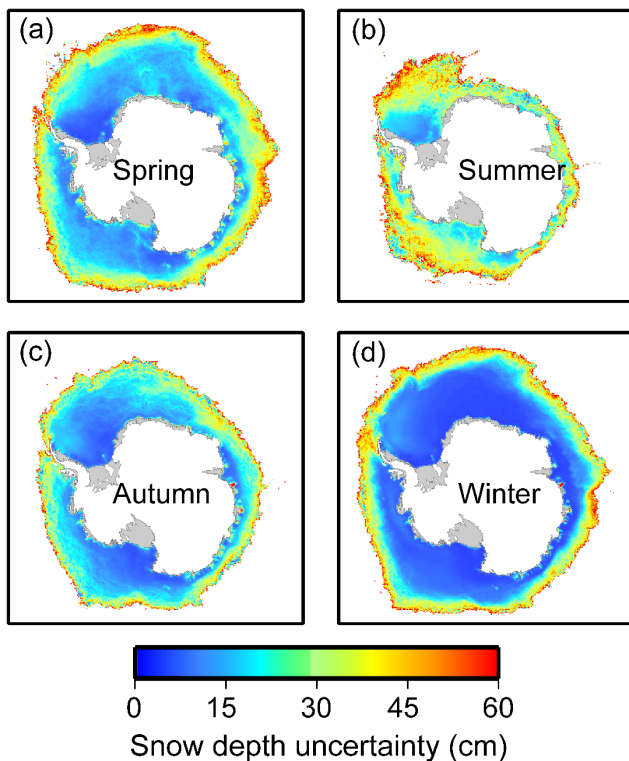 (a)
Spring
(b)
Summer
(c)
Autumn
(d)
Winter
0 15 30 45 60
Snow depth uncertainty (cm)